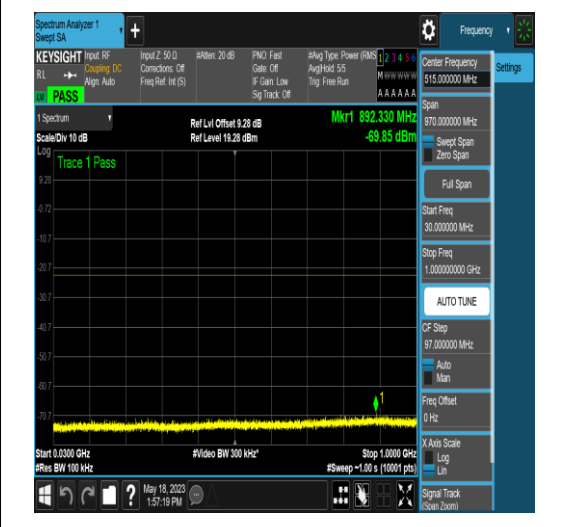 Spectrum Analyzer 1
Swept SA
+
Frequency
KEYSIGHT
RL
PASS
Input: RF
Coupling: DC
Align: Auto
Input Z: 50 Ω
Corrections: Off
Freq Ref: Int (S)
#Atten: 20 dB
PNO: Fast
Gate: Off
IF Gain: Low
Sig Track: Off
#Avg Type: Power (RMS
Avg|Hold: 5/5
Trig: Free Run
1 2 3 4 5 6
M W W W W W
A A A A A A
1 Spectrum
Scale/Div 10 dB
Log
Ref Lvl Offset 9.28 dB
Ref Level 19.28 dBm
Mkr1 892.330 MHz
-69.85 dBm
Trace 1 Pass
9.28
-0.72
-10.7
-20.7
-30.7
-40.7
-50.7
-60.7
-70.7
1
Start 0.0300 GHz
#Res BW 100 kHz
#Video BW 300 kHz*
Stop 1.0000 GHz
#Sweep ~1.00 s (10001 pts)
May 18, 2023
1:57:19 PM
?
Center Frequency
515.000000 MHz
Settings
Span
970.000000 MHz
Swept Span
Zero Span
Full Span
Start Freq
30.000000 MHz
Stop Freq
1.000000000 GHz
AUTO TUNE
CF Step
97.000000 MHz
Auto
Man
Freq Offset
0 Hz
X Axis Scale
Log
Lin
Signal Track
(Span Zoom)